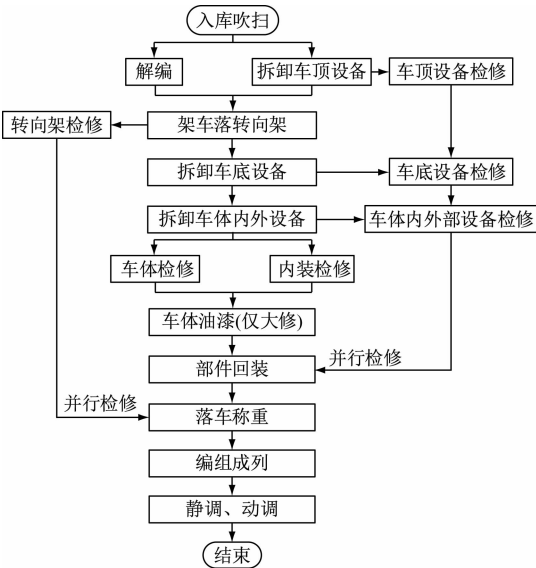 入库吹扫
解编
拆卸车顶设备
车顶设备检修
转向架检修
架车落转向架
拆卸车底设备
车底设备检修
拆卸车体内外设备
车体内外部设备检修
车体检修
内装检修
车体油漆(仅大修)
并行检修
部件回装
并行检修
落车称重
编组成列
静调、动调
结束